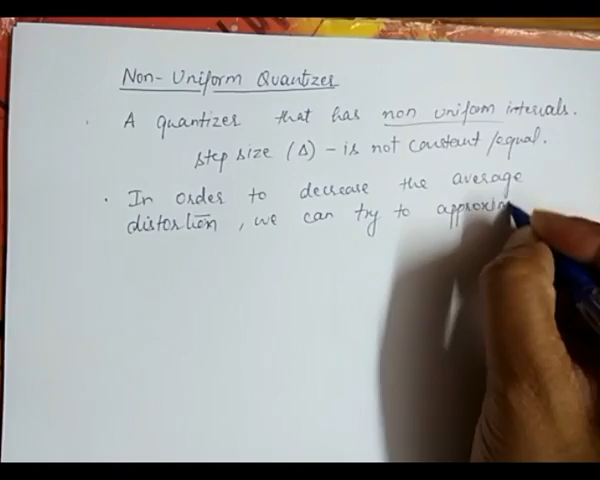 Non-Uniform Quantizer
A quantizer that has non uniform intervals.
step size (Δ) - is not constant/equal.
In order to decrease the average
distortion, we can try to approxim